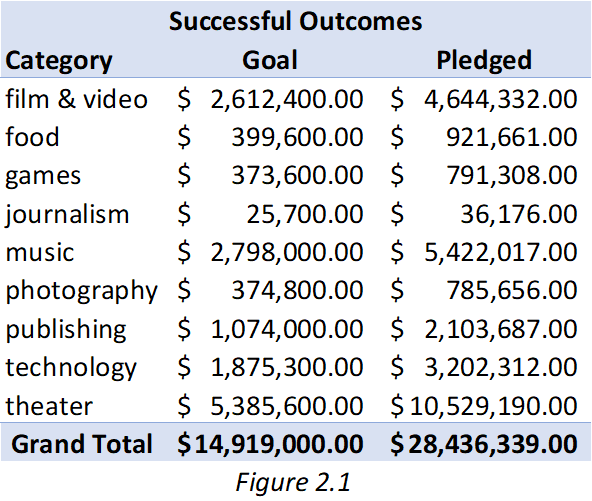 Successful Outcomes
Category Goal Pledged
film & video $ 2,612,400.00 $ 4,644,332.00
food $ 399,600.00 $ 921,661.00
games $ 373,600.00 $ 791,308.00
journalism $ 25,700.00 $ 36,176.00
music $ 2,798,000.00 $ 5,422,017.00
photography $ 374,800.00 $ 785,656.00
publishing $ 1,074,000.00 $ 2,103,687.00
technology $ 1,875,300.00 $ 3,202,312.00
theater $ 5,385,600.00 $ 10,529,190.00
Grand Total $14,919,000.00 $28,436,339.00
Figure 2.1